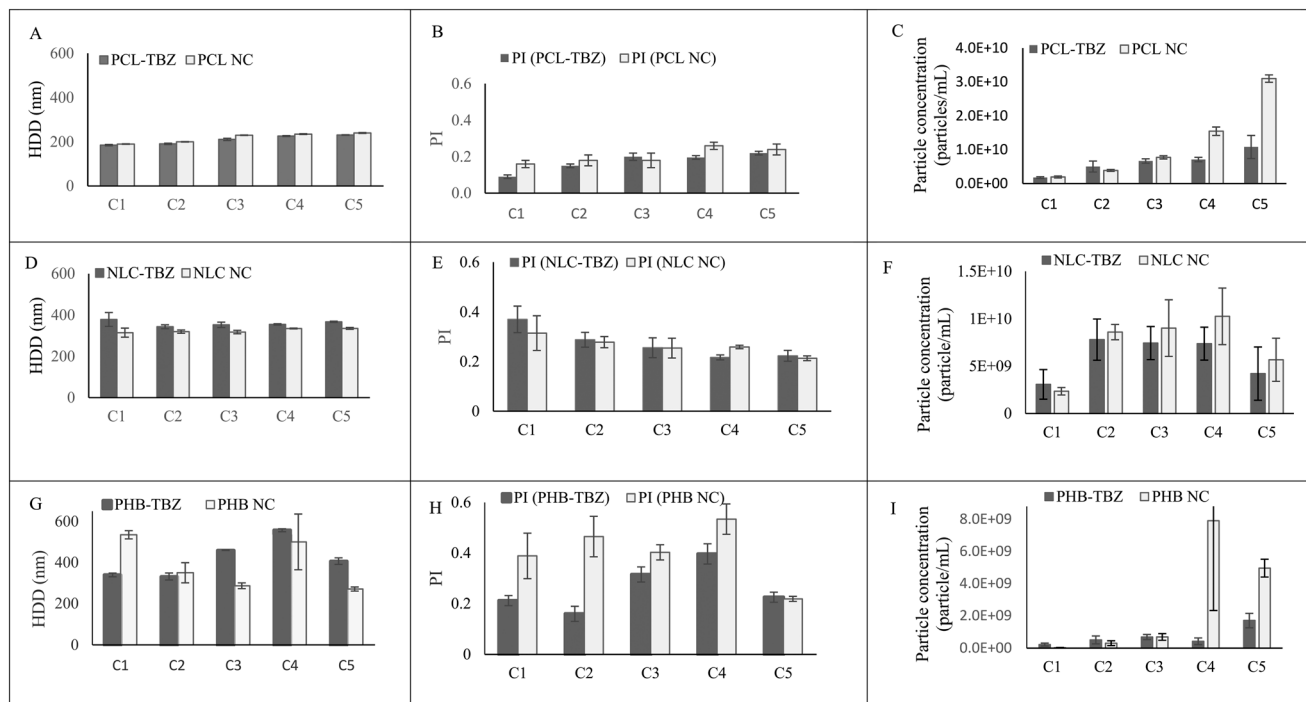 A
PCL-TBZ PCL NC
HDD (nm)
600
400
200
0
C1 C2 C3 C4 C5
B
PI (PCL-TBZ) PI (PCL NC)
PI
0.6
0.4
0.2
0.0
C1 C2 C3 C4 C5
C
PCL-TBZ PCL NC
Particle concentration
(particles/mL)
4.0E+10
3.0E+10
2.0E+10
1.0E+10
0.0E+00
C1 C2 C3 C4 C5
D
NLC-TBZ NLC NC
HDD (nm)
600
400
200
0
C1 C2 C3 C4 C5
E
PI (NLC-TBZ) PI (NLC NC)
PI
0.6
0.4
0.2
0
C1 C2 C3 C4 C5
F
NLC-TBZ NLC NC
Particle concentration
(particle/mL)
1.5E+10
1E+10
5E+09
0
C1 C2 C3 C4 C5
G
PHB-TBZ PHB NC
HDD (nm)
600
400
200
0
C1 C2 C3 C4 C5
H
PI (PHB-TBZ) PI (PHB NC)
PI
0.6
0.4
0.2
0
C1 C2 C3 C4 C5
I
PHB-TBZ PHB NC
Particle concentration
(particle/mL)
8.0E+09
6.0E+09
4.0E+09
2.0E+09
0.0E+00
C1 C2 C3 C4 C5